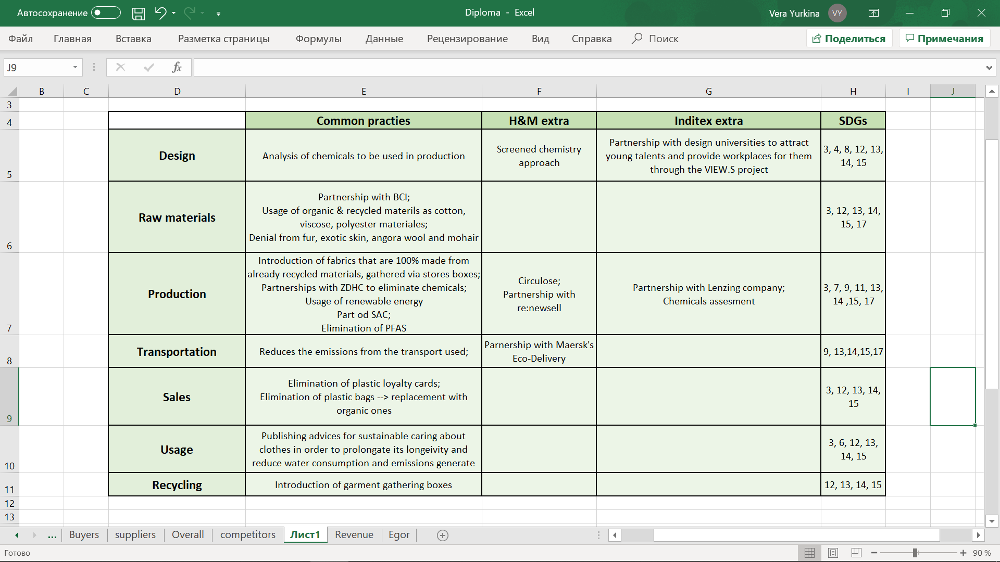 Автосохранение
Diploma - Excel
Vera Yurkina
VY
Файл Главная Вставка Разметка страницы Формулы Данные Рецензирование Вид Справка Поиск Поделиться Примечания
J9
fx
B C D E F G H I J
3
4
Common practies H&M extra Inditex extra SDGs
5
Design
Analysis of chemicals to be used in production
Screened chemistry
approach
Partnership with design universities to attract
young talents and provide workplaces for them
through the VIEW.S project
3, 4, 8, 12, 13,
14, 15
6
Raw materials
Partnership with BCI;
Usage of organic & recycled materils as cotton,
viscose, polyester materiales;
Denial from fur, exotic skin, angora wool and mohair
3, 12, 13, 14,
15, 17
7
Production
Introduction of fabrics that are 100% made from
already recycled materials, gathered via stores boxes;
Partnerships with ZDHC to eliminate chemicals;
Usage of renewable energy
Part od SAC;
Elimination of PFAS
Circulose;
Partnership with
re:newsell
Partnership with Lenzing company;
Chemicals assesment
3, 7, 9, 11, 13,
14 ,15, 17
8
Transportation
Reduces the emissions from the transport used;
Parnership with Maersk's
Eco-Delivery
9, 13,14,15,17
9
Sales
Elimination of plastic loyalty cards;
Elimination of plastic bags --> replacement with
organic ones
3, 12, 13, 14,
15
10
Usage
Publishing advices for sustainable caring about
clothes in order to prolongate its longeivity and
reduce water consumption and emissions generate
3, 6, 12, 13,
14, 15
11
Recycling
Introduction of garment gathering boxes
12, 13, 14, 15
12
13
... Buyers suppliers Overall competitors Лист1 Revenue Egor
Готово
90 %